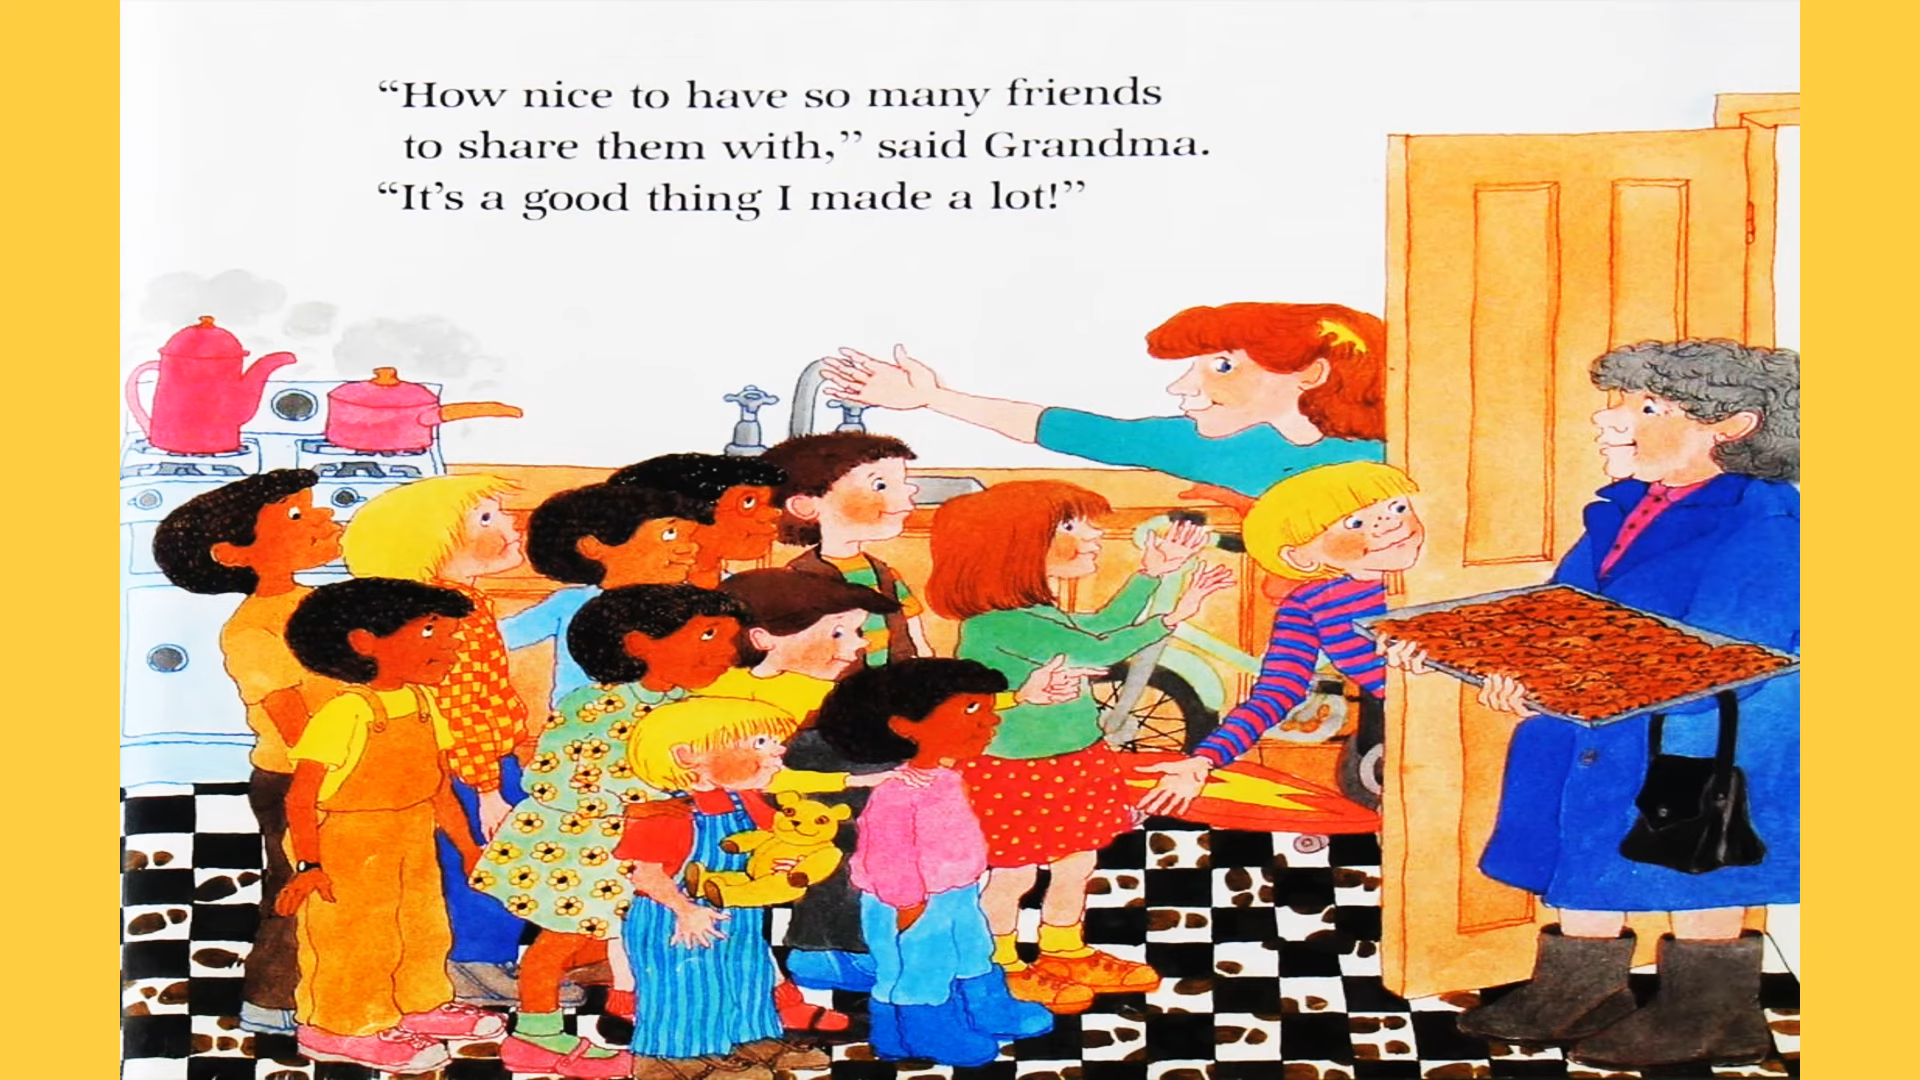 “How nice to have so many friends
to share them with,” said Grandma.
“It’s a good thing I made a lot!”